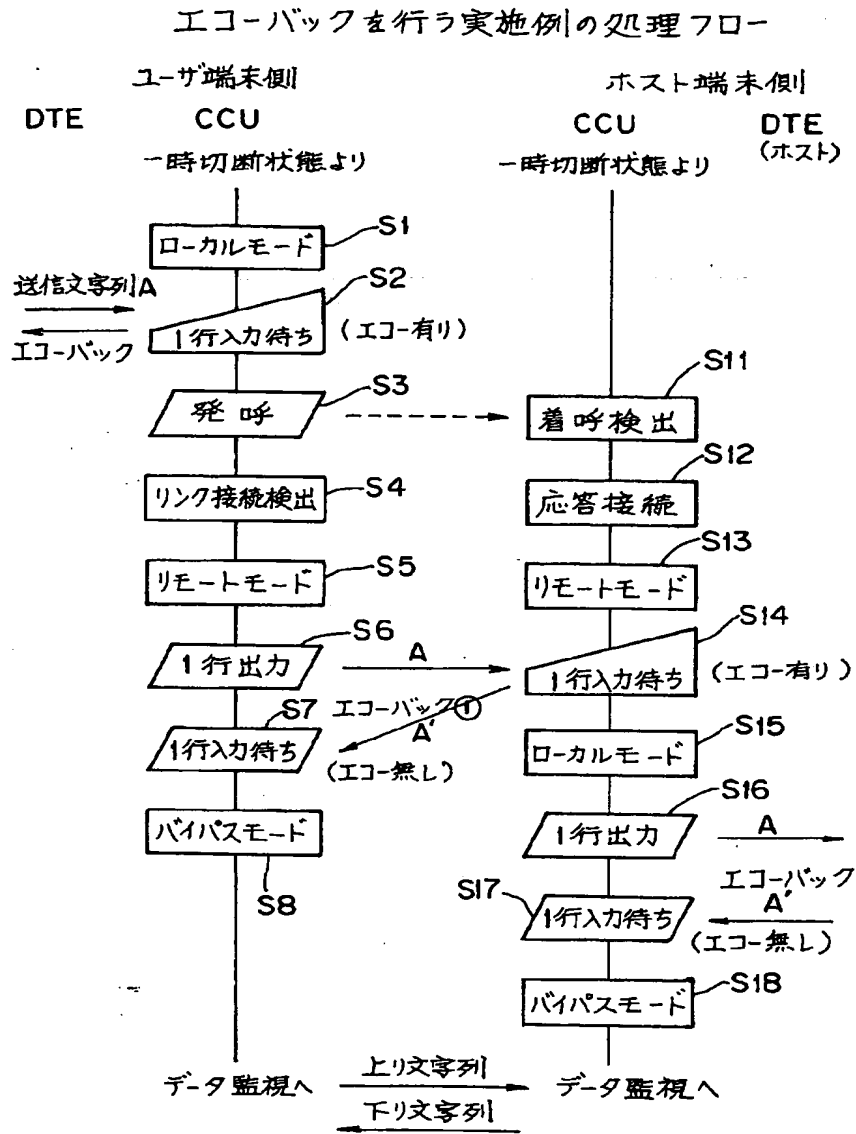 エコーバックを行う実施例の処理フロー
ユーザ端末側
ホスト端末側
DTE
CCU
CCU
DTE
(ホスト)
一時切断状態より
一時切断状態より
S1
ローカルモード
送信文字列A
エコーバック
S2
1行入力待ち
(エコー有り)
S3
発呼
S11
着呼検出
S4
リンク接続検出
S12
応答接続
S5
リモートモード
S13
リモートモード
S6
1行出力
A
S14
1行入力待ち
(エコー有り)
S7
エコーバック①
A'
1行入力待ち
(エコー無し)
S15
ローカルモード
S8
バイパスモード
S16
1行出力
A
エコーバック
A'
S17
1行入力待ち
(エコー無し)
S18
バイパスモード
データ監視へ
上り文字列
データ監視へ
下り文字列